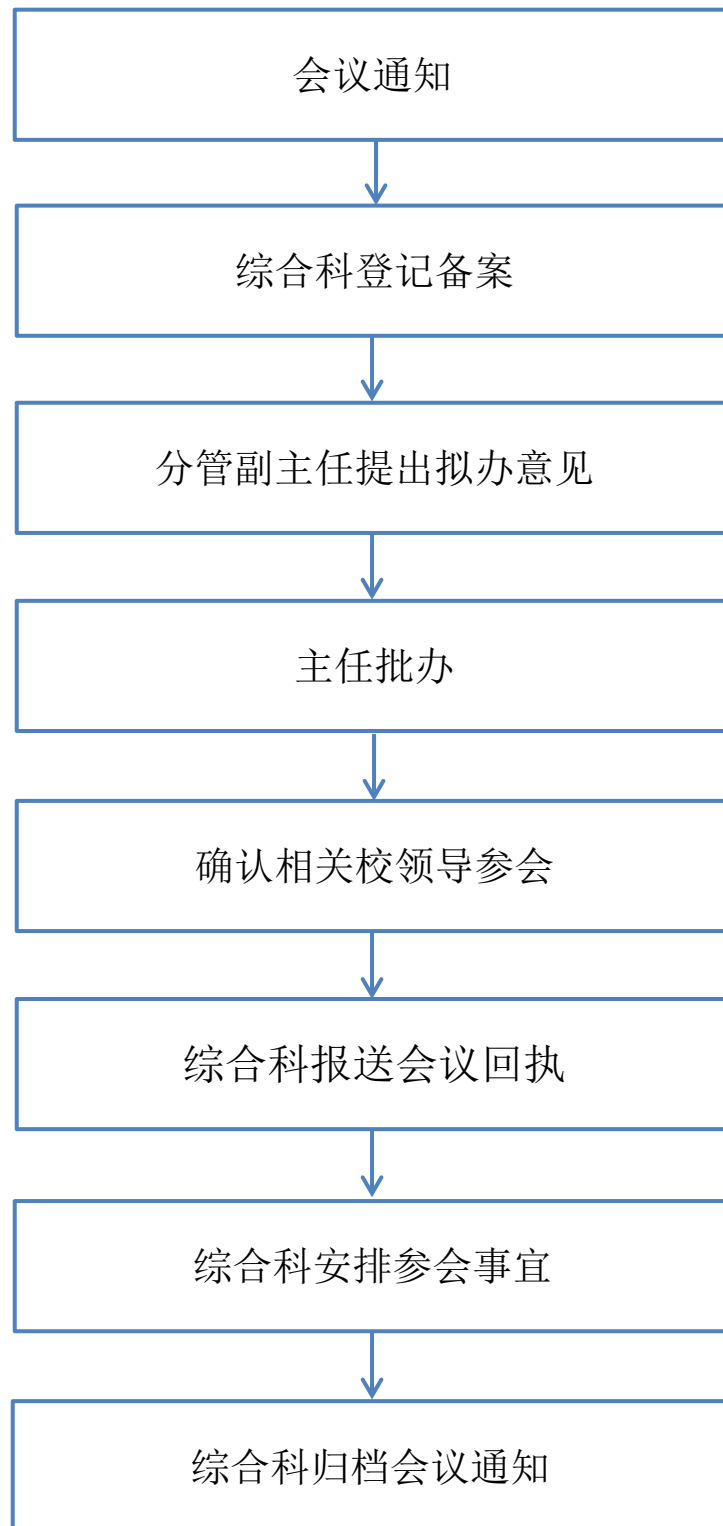 会议通知
综合科登记备案
分管副主任提出拟办意见
主任批办
确认相关校领导参会
综合科报送会议回执
综合科安排参会事宜
综合科归档会议通知